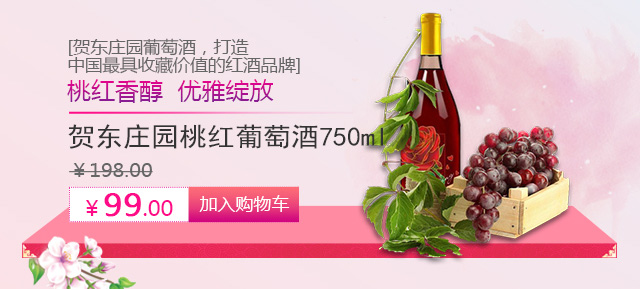 [贺东庄园葡萄酒，打造
中国最具收藏价值的红酒品牌]
桃红香醇 优雅绽放
贺东庄园桃红葡萄酒750ml
￥198.00
￥99.00
加入购物车